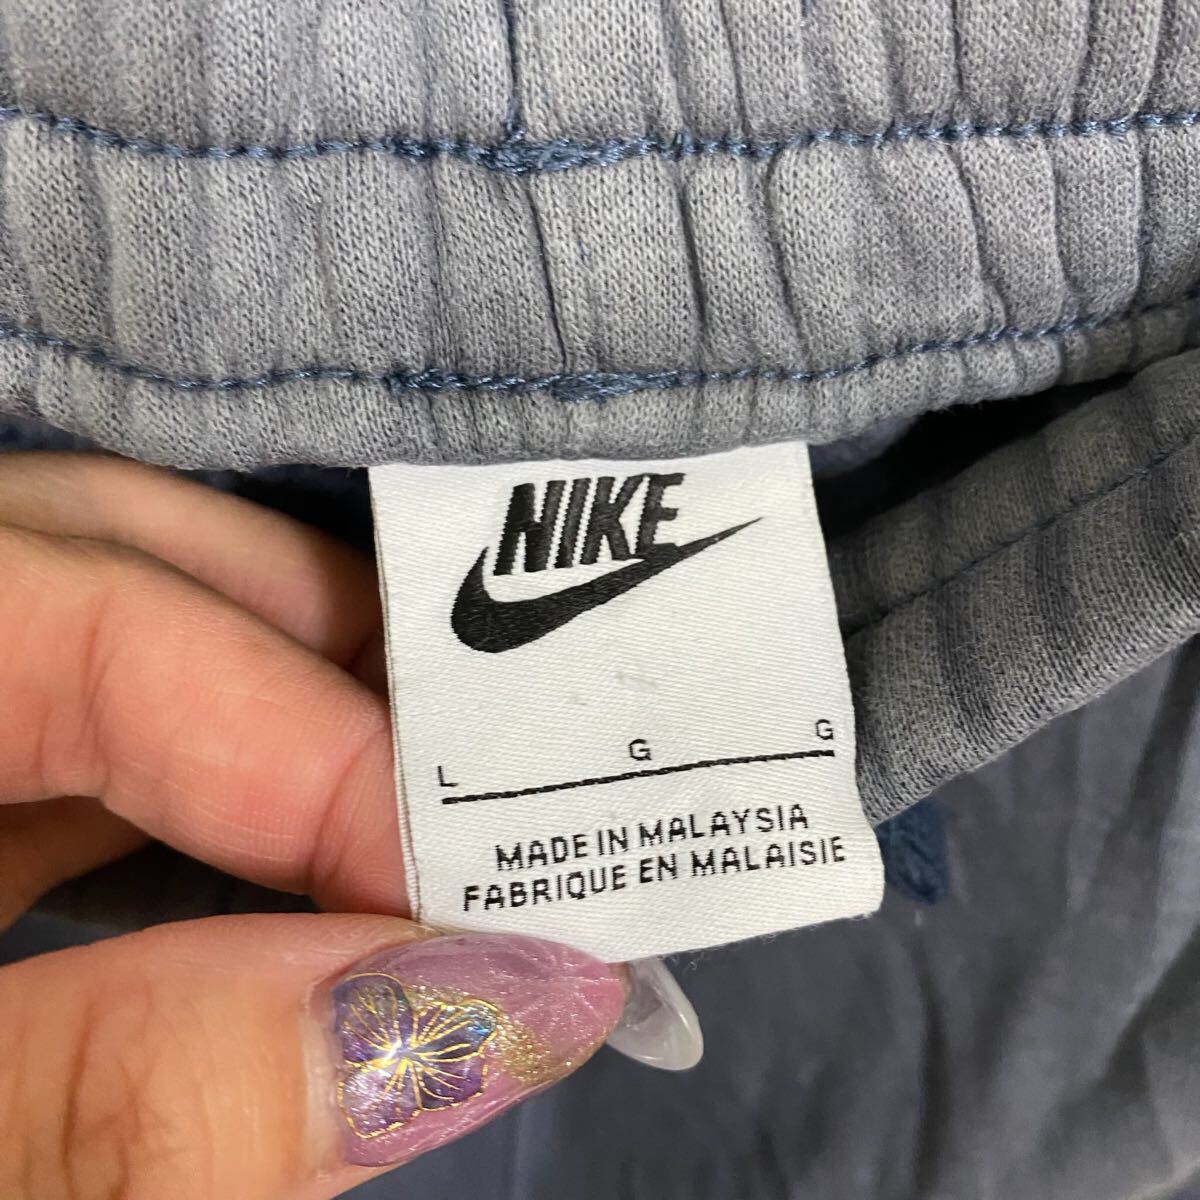 NIKE
L G G
MADE IN MALAYSIA
FABRIQUE EN MALAISIE